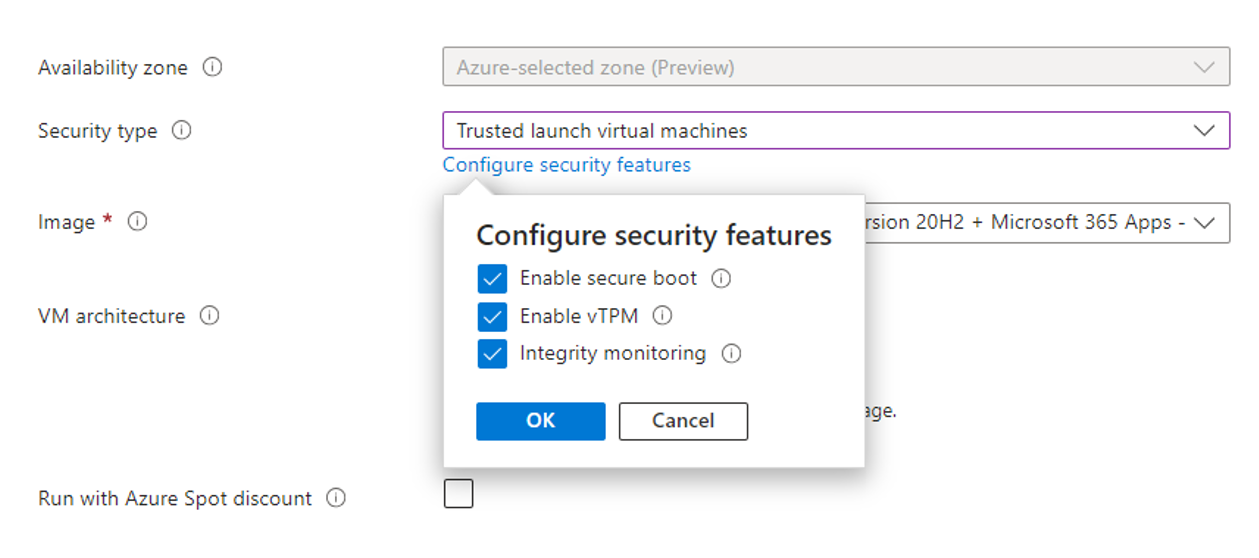 Availability zone
Azure-selected zone (Preview)
Security type
Trusted launch virtual machines
Configure security features
Image *
20H2 + Microsoft 365 Apps -
Configure security features
Enable secure boot
Enable vTPM
Integrity monitoring
VM architecture
OK
Cancel
Run with Azure Spot discount